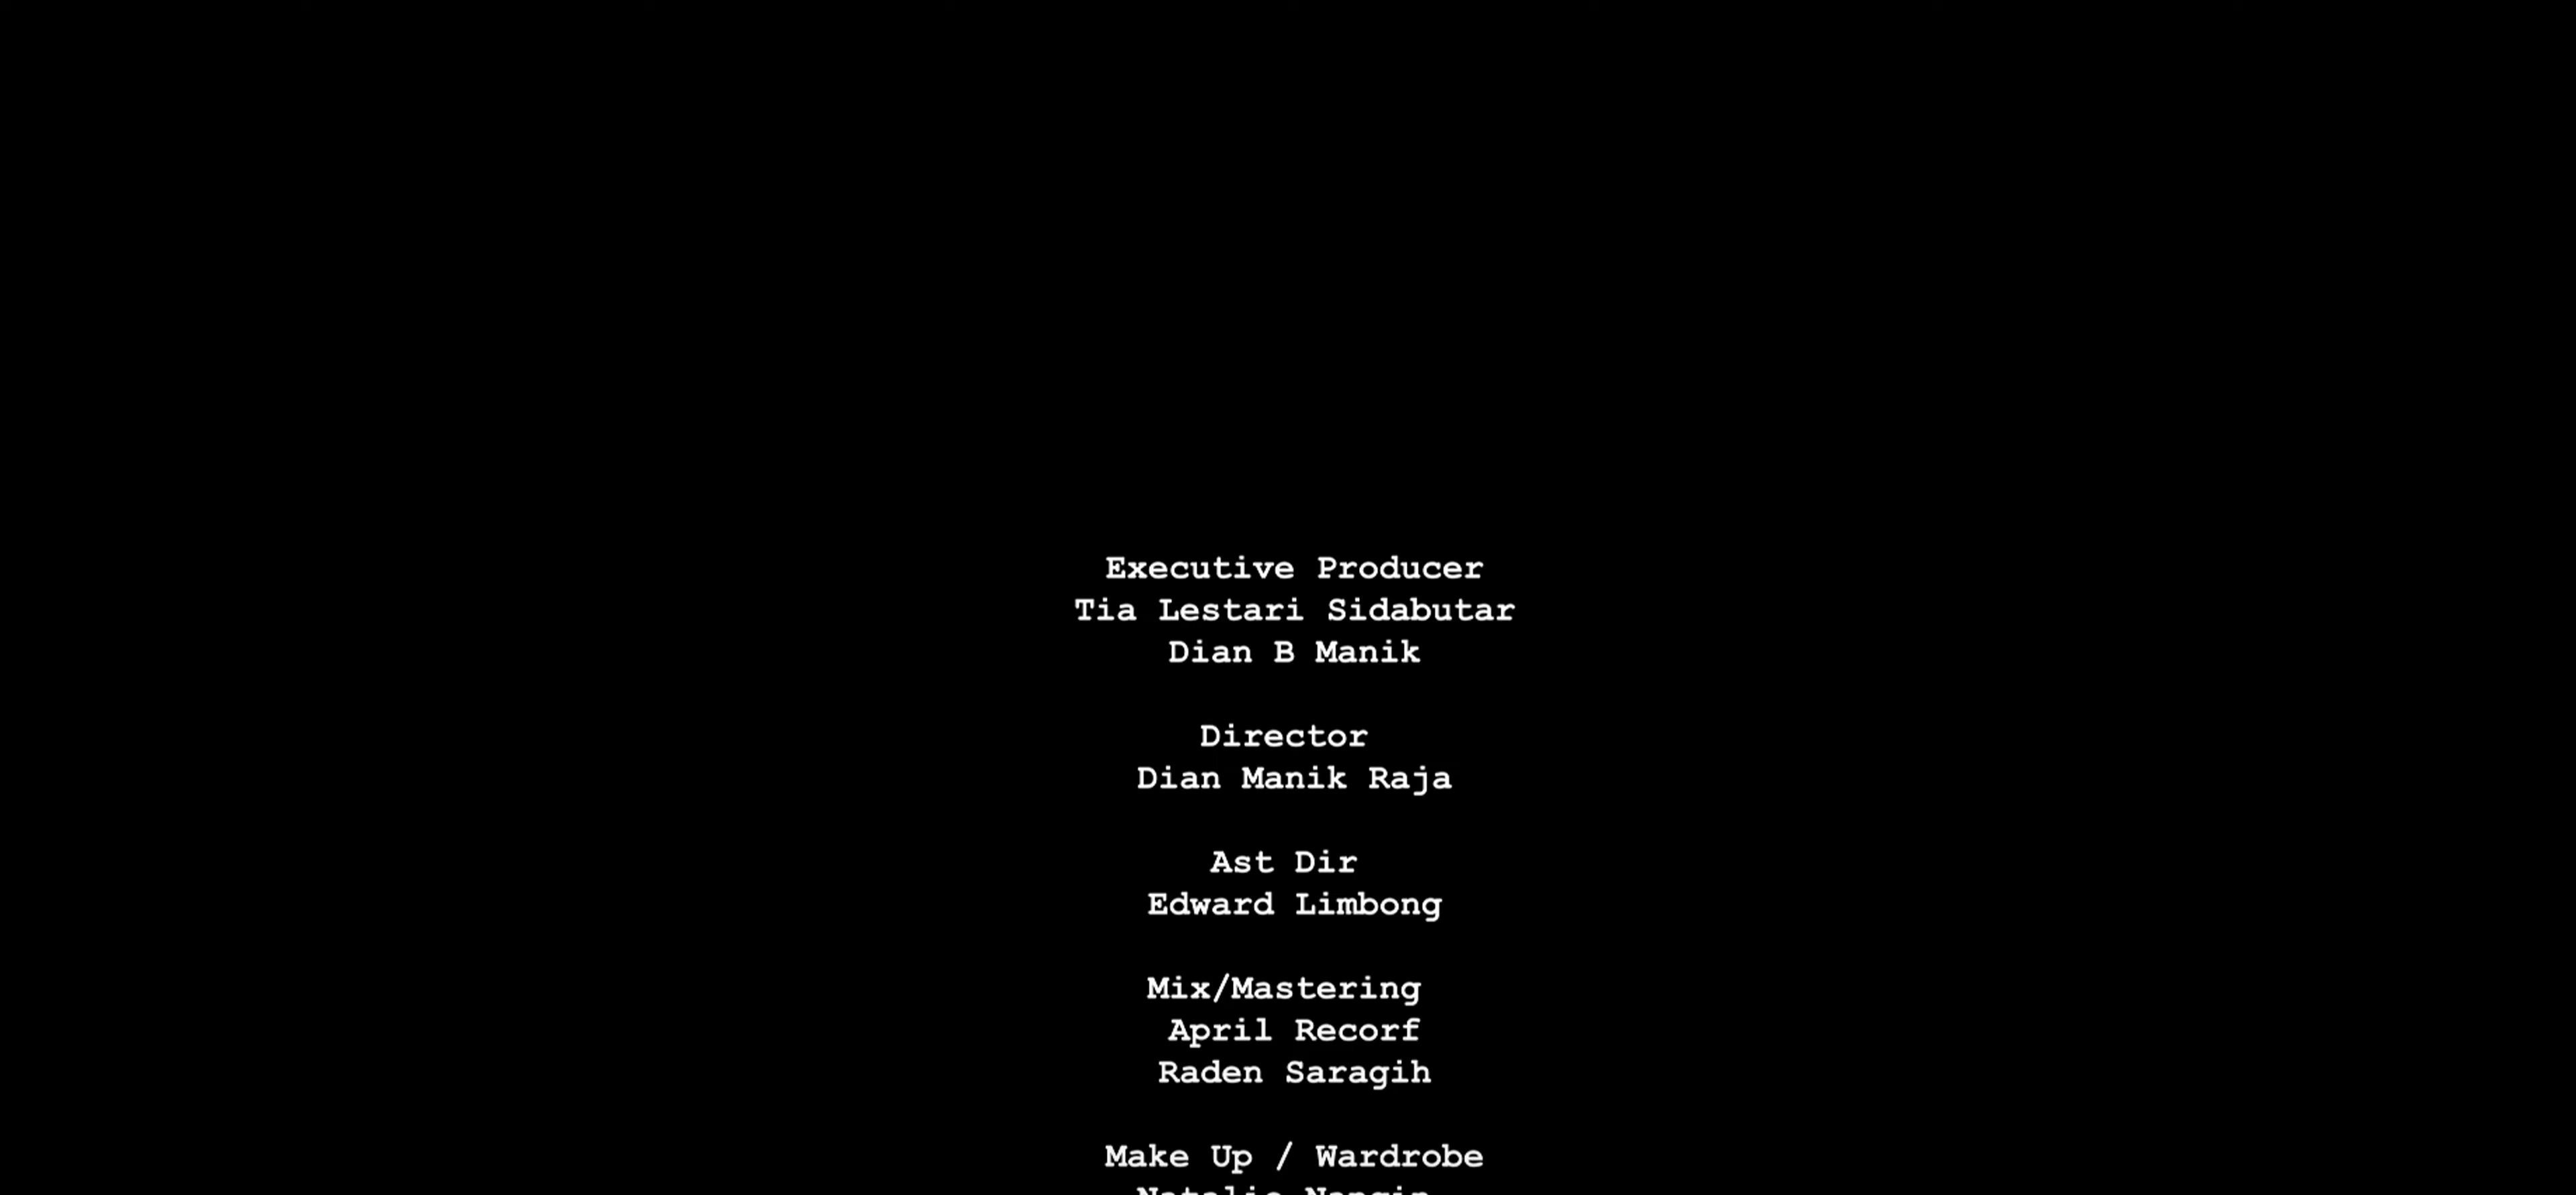 Executive Producer
Tia Lestari Sidabutar
Dian B Manik
Director
Dian Manik Raja
Ast Dir
Edward Limbong
Mix/Mastering
April Recorf
Raden Saragih
Make Up / Wardrobe